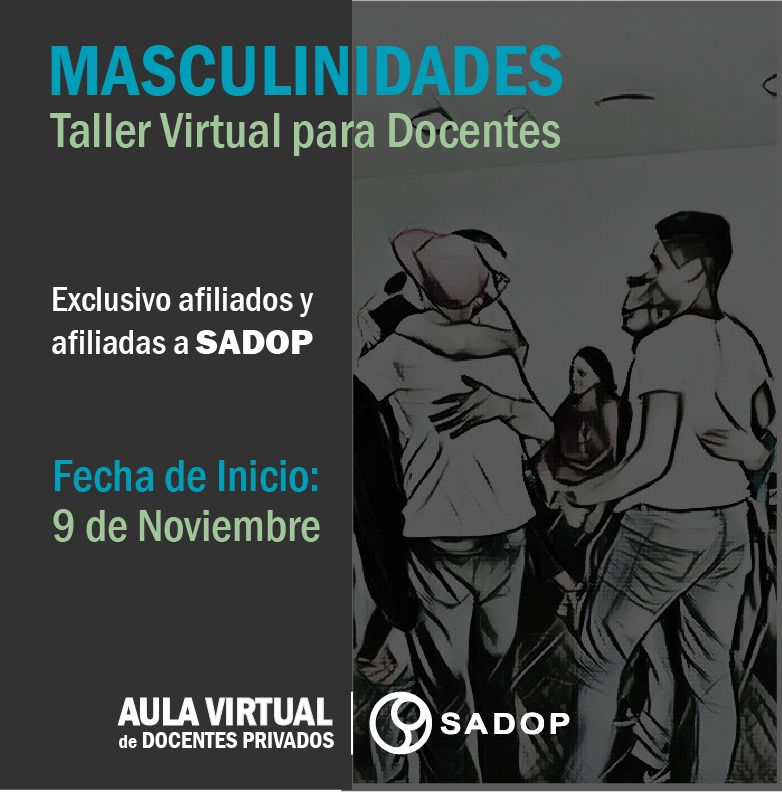 MASCULINIDADES
Taller Virtual para Docentes
Exclusivo afiliados y
afiliadas a SADOP
Fecha de Inicio:
9 de Noviembre
AULA VIRTUAL
de DOCENTES PRIVADOS
SADOP